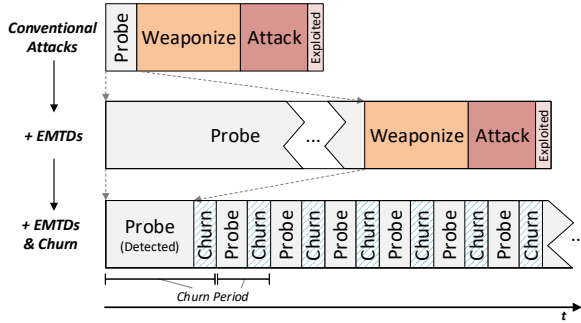 Conventional
Attacks
Probe
Weaponize
Attack
Exploited
+ EMTDs
Probe
...
Weaponize
Attack
Exploited
+ EMTDs
& Churn
Probe
(Detected)
Churn
Probe
Churn
Probe
Churn
Probe
Churn
Probe
Churn
Probe
Churn
Probe
Churn
..
Churn Period
t